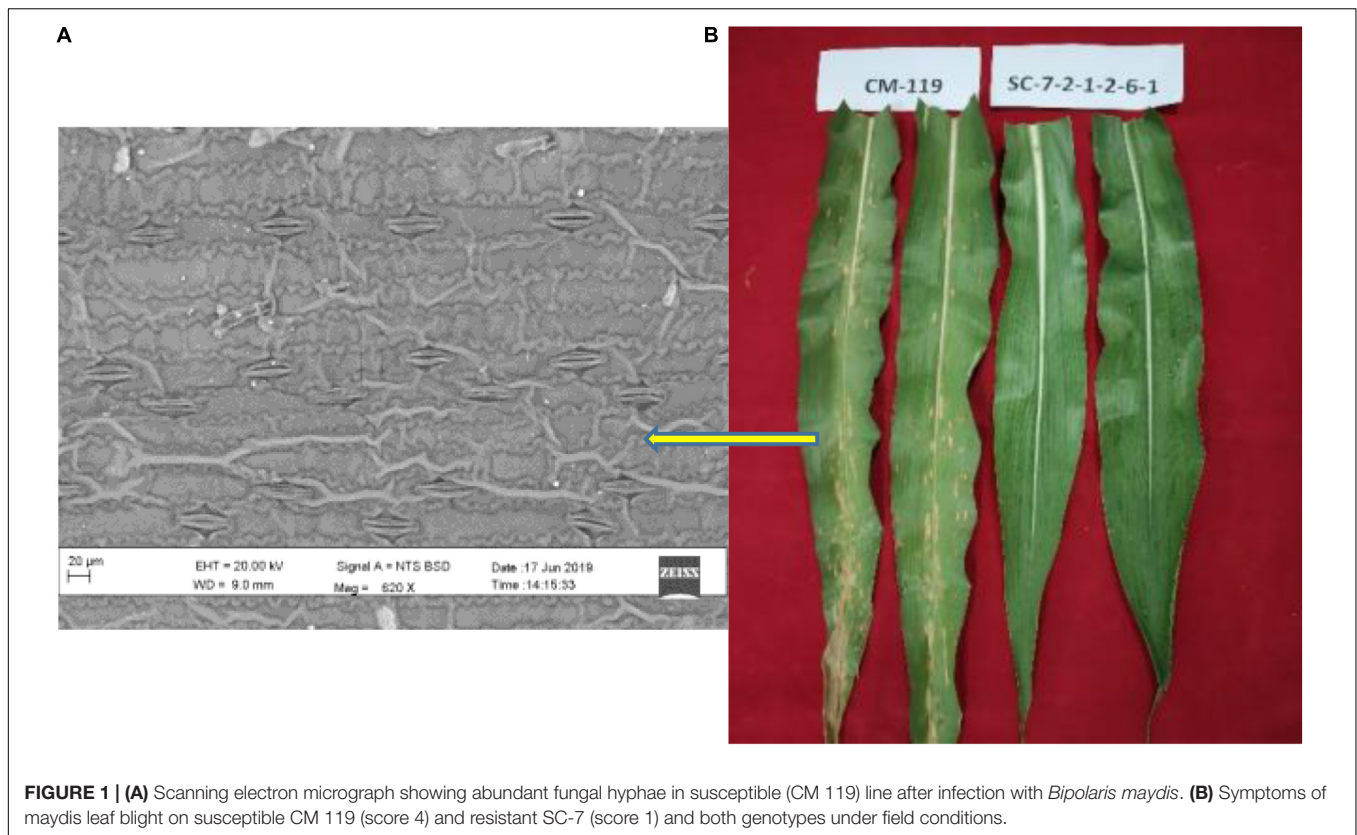 A
B
CM-119
SC-7-2-1-2-6-1
20 µm
EHT = 20.00 kV
Signal A = NTS BSD
Date :17 Jun 2019
WD = 9.0 mm
Mag = 620 X
Time :14:15:33
ZEISS
FIGURE 1 | (A) Scanning electron micrograph showing abundant fungal hyphae in susceptible (CM 119) line after infection with Bipolaris maydis. (B) Symptoms of
maydis leaf blight on susceptible CM 119 (score 4) and resistant SC-7 (score 1) and both genotypes under field conditions.